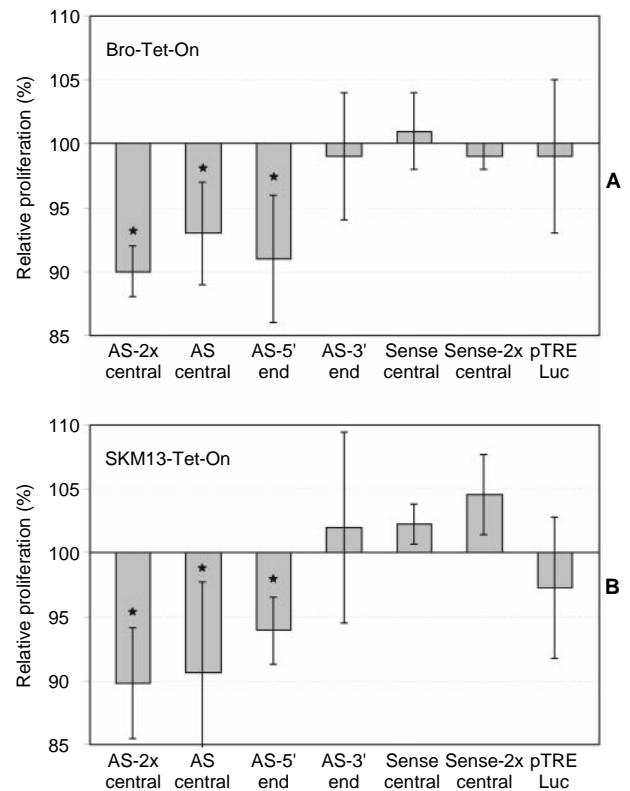 110
Bro-Tet-On
105
100
95
90
85
Relative proliferation (%)
A
AS-2x AS AS-5' AS-3' Sense Sense-2x pTRE
central central end end central central Luc
110
SKM13-Tet-On
105
100
95
90
85
Relative proliferation (%)
B
AS-2x AS AS-5' AS-3' Sense Sense-2x pTRE
central central end end central central Luc